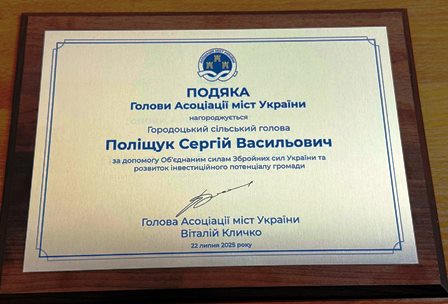 ПОДЯКА
Голови Асоціації міст України
нагороджується
Городоцький сільський голова
Поліщук Сергій Васильович
за допомогу Об'єднаним силам Збройних сил України та
розвиток інвестиційного потенціалу громади
Голова Асоціації міст України
Віталій Кличко
22 липня 2025 року